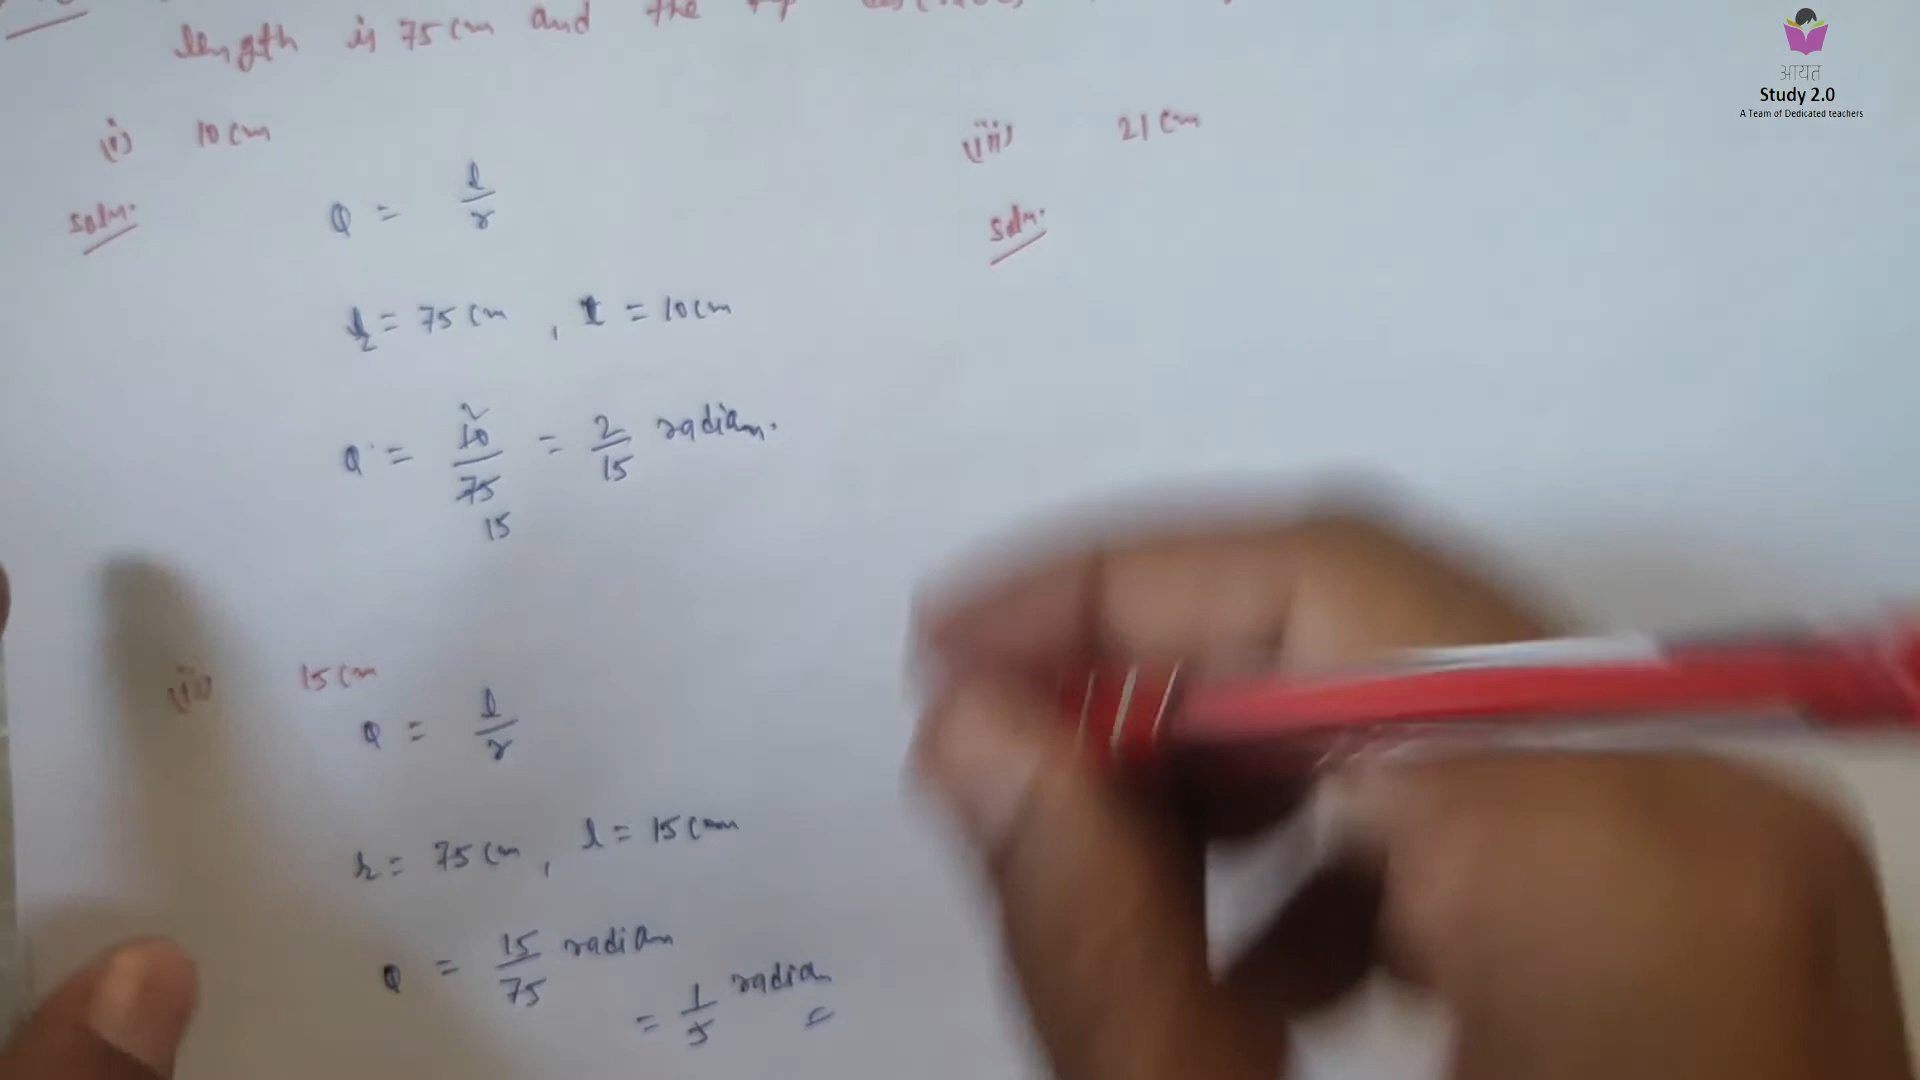 length is 75 cm and the
(i) 10 cm
Soln.
θ = l/r
r = 75 cm, l = 10 cm
θ = 10/75 = 2/15 radian.
2
15
(ii) 15 cm
θ = l/r
r = 75 cm, l = 15 cm
θ = 15/75 radian
= 1/5 radian
(iii) 21 cm
Soln.
आयत
Study 2.0
A Team of Dedicated teachers